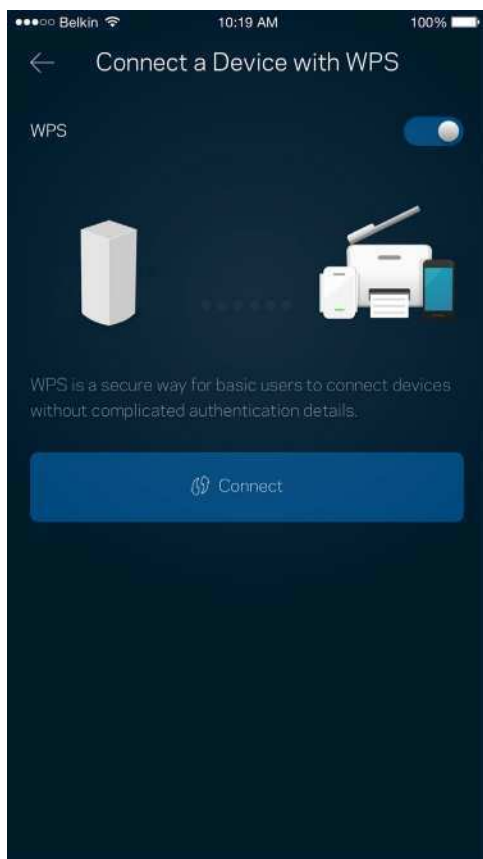 ●●●○○ Belkin 10:19 AM 100%
← Connect a Device with WPS
WPS
WPS is a secure way for basic users to connect devices
without complicated authentication details.
Connect